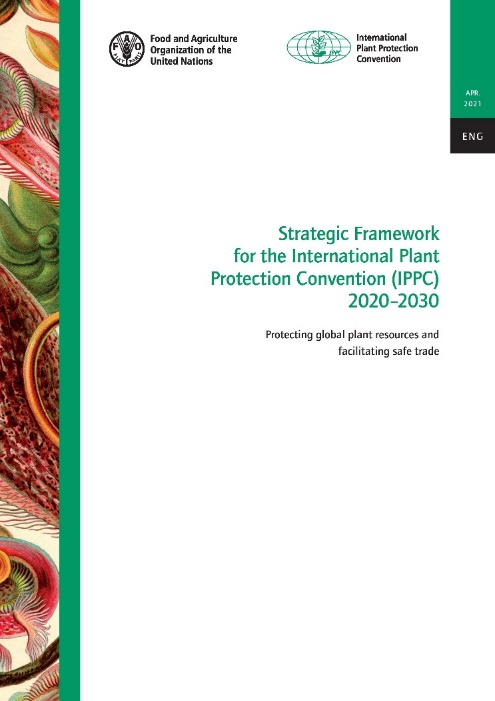 Food and Agriculture
Organization of the
United Nations
International
Plant Protection
Convention
APR.
2021
ENG
Strategic Framework
for the International Plant
Protection Convention (IPPC)
2020–2030
Protecting global plant resources and
facilitating safe trade